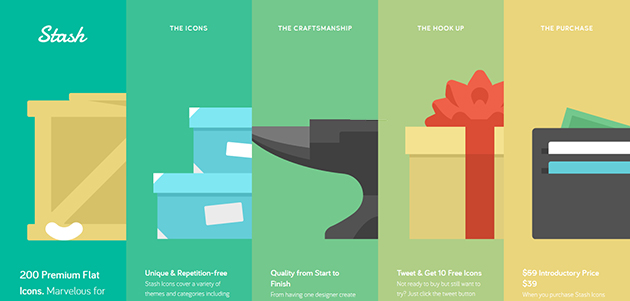 Stash
THE ICONS
THE CRAFTSMANSHIP
THE HOOK UP
THE PURCHASE
200 Premium Flat
Icons. Marvelous for
Unique & Repetition-free
Stash Icons cover a variety of
themes and categories including
Quality from Start to
Finish
From having one designer create
Tweet & Get 10 Free Icons
Not ready to buy but still want to
try? Just click the tweet button
$69 Introductory Price
$39
When you purchase Stash Icons